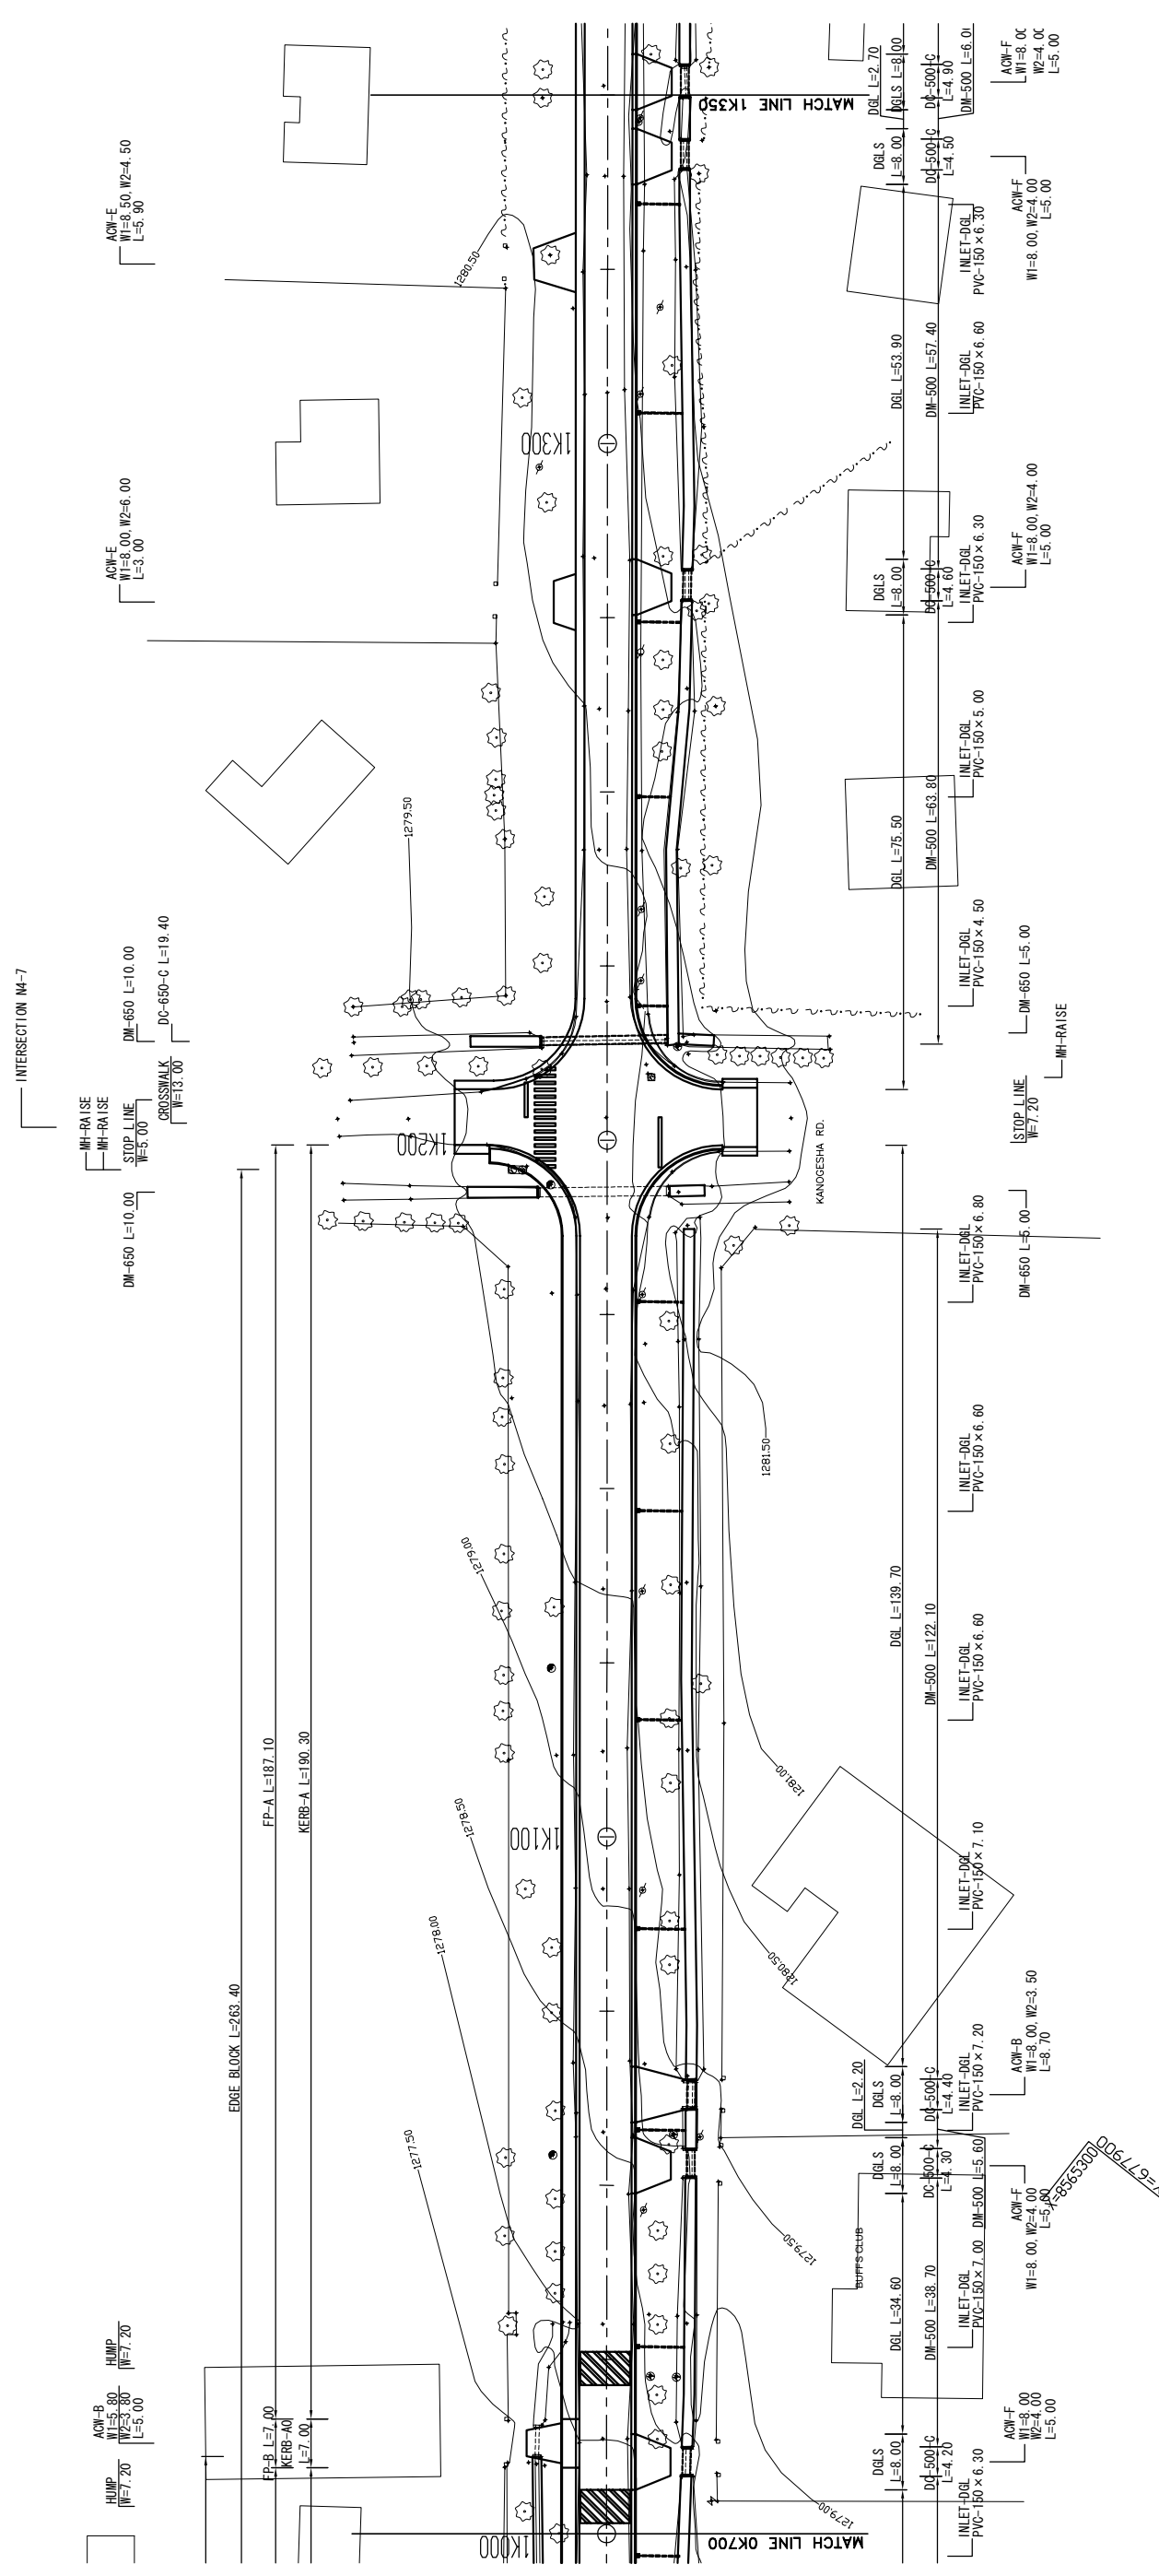 DGL L=2.70
DGLS L=8.00
DC-500-C
L=4.90
ACW-F
L=5.00
MATCH LINE 1K350
ACW-E
W1=8.50, W2=4.50
L=5.90
DGLS
L=8.00
DC-500-C
L=4.50
ACW-F
W1=8.00, W2=4.00
L=5.00
1280.50
INLET-DGL
PVC-150×6.30
DGL L=53.90
DM-500 L=57.40
INLET-DGL
PVC-150×6.60
1K300
ACW-E
W1=8.00, W2=6.00
L=3.00
DGLS
L=8.00
DC-500-C
L=4.60
INLET-DGL
PVC-150×6.30
ACW-F
W1=8.00, W2=4.00
L=5.00
INLET-DGL
PVC-150×5.00
1279.50
DGL L=75.50
DM-500 L=63.80
INTERSECTION N4-7
DM-650 L=10.00
DC-650-C L=19.40
INLET-DGL
PVC-150×4.50
DM-650 L=5.00
MH-RAISE
MH-RAISE
MH-RAISE
STOP LINE
W=5.00
CROSSWALK
W=13.00
STOP LINE
W=7.20
1K200
KANOGESHA RD.
DM-650 L=10.00
INLET-DGL
PVC-150×6.80
DM-650 L=5.00
1281.50
INLET-DGL
PVC-150×6.60
1279.00
DGL L=139.70
DM-500 L=122.10
INLET-DGL
PVC-150×6.60
FP-A L=187.10
KERB-A L=190.30
1278.50
1281.00
1K100
INLET-DGL
PVC-150×7.10
1278.00
1280.50
EDGE BLOCK L=263.40
DGL L=2.20
DGLS
L=8.00
DC-500-C
L=4.40
INLET-DGL
PVC-150×7.20
ACW-B
W1=8.00, W2=3.50
L=8.70
1277.50
DGLS
L=8.00
DC-500-C
L=4.30
DM-500 L=5.60
ACW-F
W1=8.00, W2=4.00
1279.50
BUFFS CLUB
DGL L=34.60
DM-500 L=38.70
INLET-DGL
PVC-150×7.00
HUMP
W=7.20
ACW-B
W1=5.80
W2=3.80
L=5.00
HUMP
W=7.20
FP-B L=7.00
KERB-AO
L=7.00
DGLS
L=8.00
DC-500-C
L=4.20
ACW-F
W1=8.00
W2=4.00
L=5.00
INLET-DGL
PVC-150×6.30
1279.00
1K000
MATCH LINE 0K700